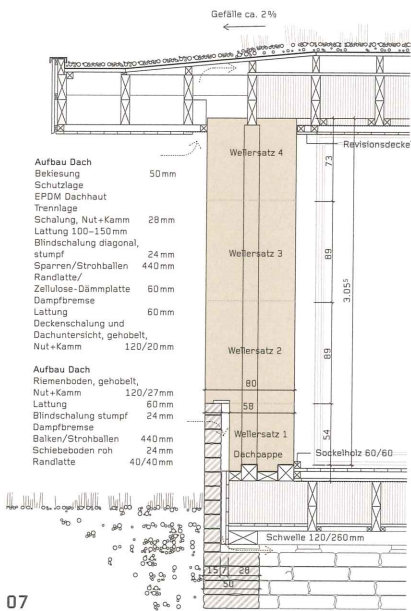 Gefälle ca. 2%
Wellersatz 4
Revisionsdecke
73
Aufbau Dach
Bekiesung 50mm
Schutzlage
EPDM Dachhaut
Trennlage
Schalung, Nut+Kamm 28mm
Lattung 100–150mm
Blindschalung diagonal,
stumpf 24mm
Sparren/Strohballen 440mm
Randlatte/
Zellulose-Dämmplatte 60mm
Dampfbremse
Lattung 60mm
Deckenschalung und
Dachuntersicht, gehobelt,
Nut+Kamm 120/20mm
Wellersatz 3
89
3.05⁵
Wellersatz 2
89
80
58
Aufbau Dach
Riemenboden, gehobelt,
Nut+Kamm 120/27mm
Lattung 60mm
Blindschalung stumpf 24mm
Dampfbremse
Balken/Strohballen 440mm
Schiebeboden roh 24mm
Randlatte 40/40mm
Wellersatz 1
54
Dachpappe
Sockelholz 60/60
Schwelle 120/260mm
15 7 28
50
07